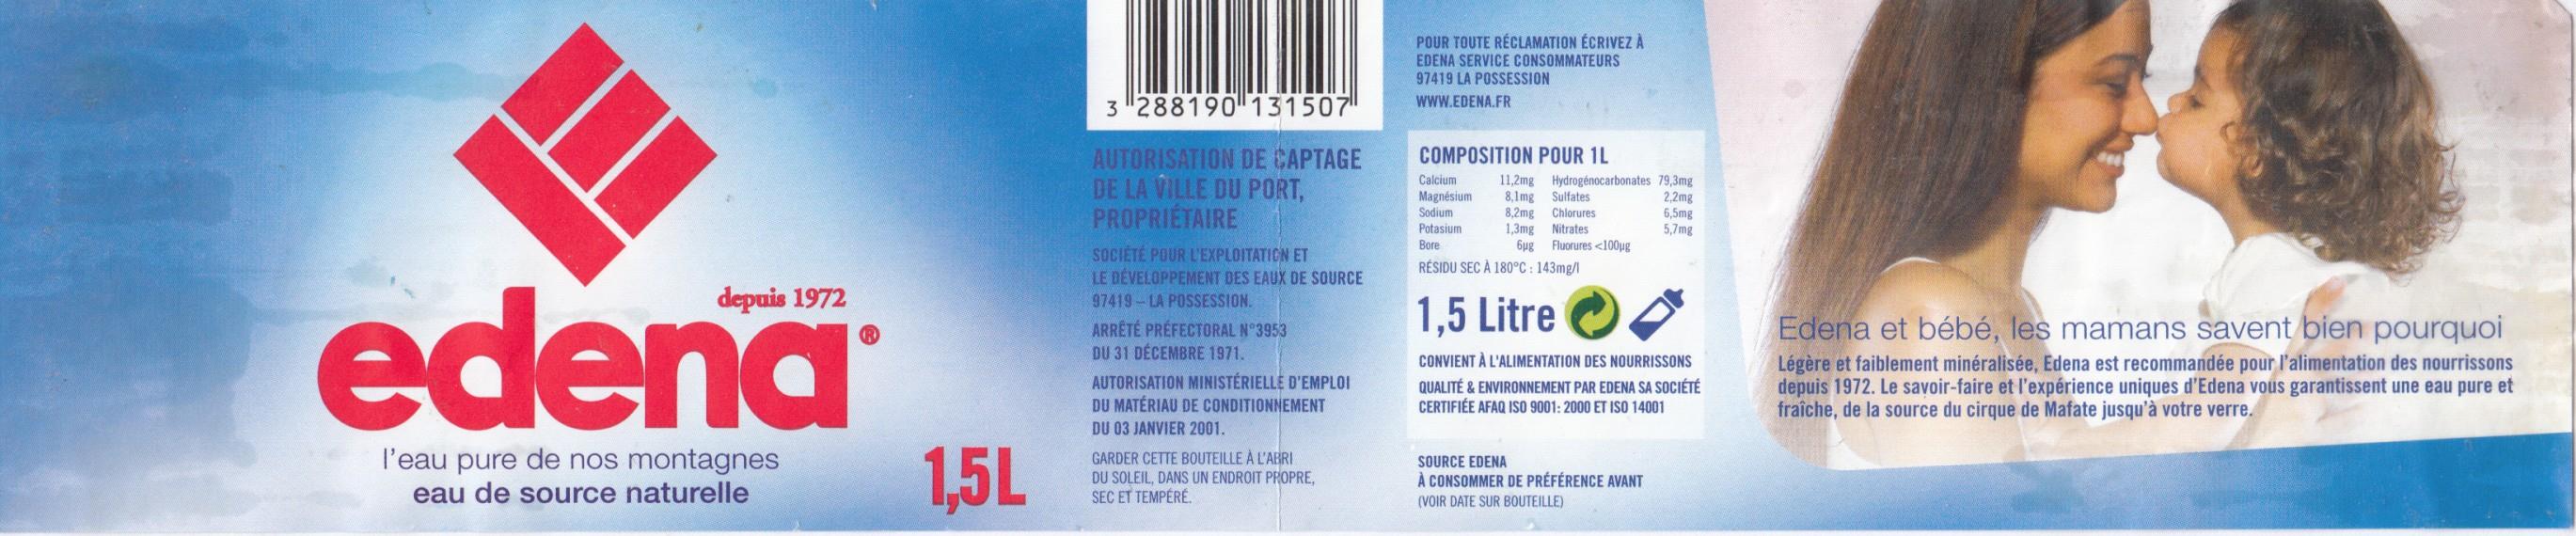 depuis 1972
edena®
l'eau pure de nos montagnes
eau de source naturelle
1,5L
3 288190 131507
AUTORISATION DE CAPTAGE
DE LA VILLE DU PORT,
PROPRIÉTAIRE
SOCIÉTÉ POUR L'EXPLOITATION ET
LE DÉVELOPPEMENT DES EAUX DE SOURCE
97419 – LA POSSESSION.
ARRÊTÉ PRÉFECTORAL N°3953
DU 31 DÉCEMBRE 1971.
AUTORISATION MINISTÉRIELLE D'EMPLOI
DU MATÉRIAU DE CONDITIONNEMENT
DU 03 JANVIER 2001.
GARDER CETTE BOUTEILLE À L'ABRI
DU SOLEIL, DANS UN ENDROIT PROPRE,
SEC ET TEMPÉRÉ.
POUR TOUTE RÉCLAMATION ÉCRIVEZ À
EDENA SERVICE CONSOMMATEURS
97419 LA POSSESSION
WWW.EDENA.FR
COMPOSITION POUR 1L
Calcium 11,2mg Hydrogénocarbonates 79,3mg
Magnésium 8,1mg Sulfates 2,2mg
Sodium 8,2mg Chlorures 6,5mg
Potasium 1,3mg Nitrates 5,7mg
Bore 6µg Fluorures <100µg
RÉSIDU SEC À 180°C : 143mg/l
1,5 Litre
CONVIENT À L'ALIMENTATION DES NOURRISSONS
QUALITÉ & ENVIRONNEMENT PAR EDENA SA SOCIÉTÉ
CERTIFIÉE AFAQ ISO 9001: 2000 ET ISO 14001
SOURCE EDENA
À CONSOMMER DE PRÉFÉRENCE AVANT
(VOIR DATE SUR BOUTEILLE)
Edena et bébé, les mamans savent bien pourquoi
Légère et faiblement minéralisée, Edena est recommandée pour l'alimentation des nourrissons
depuis 1972. Le savoir-faire et l'expérience uniques d'Edena vous garantissent une eau pure et
fraîche, de la source du cirque de Mafate jusqu'à votre verre.